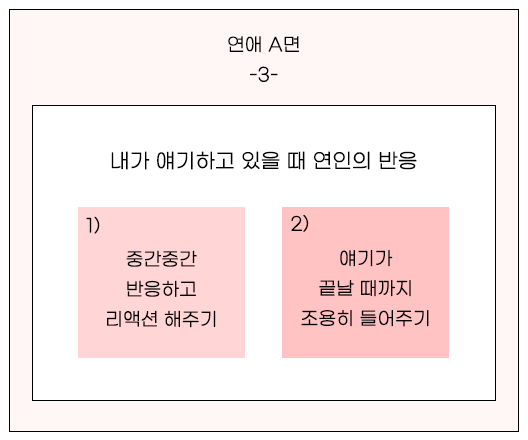 연애 A면
-3-
내가 얘기하고 있을 때 연인의 반응
1)
중간중간
반응하고
리액션 해주기
2)
얘기가
끝날 때까지
조용히 들어주기